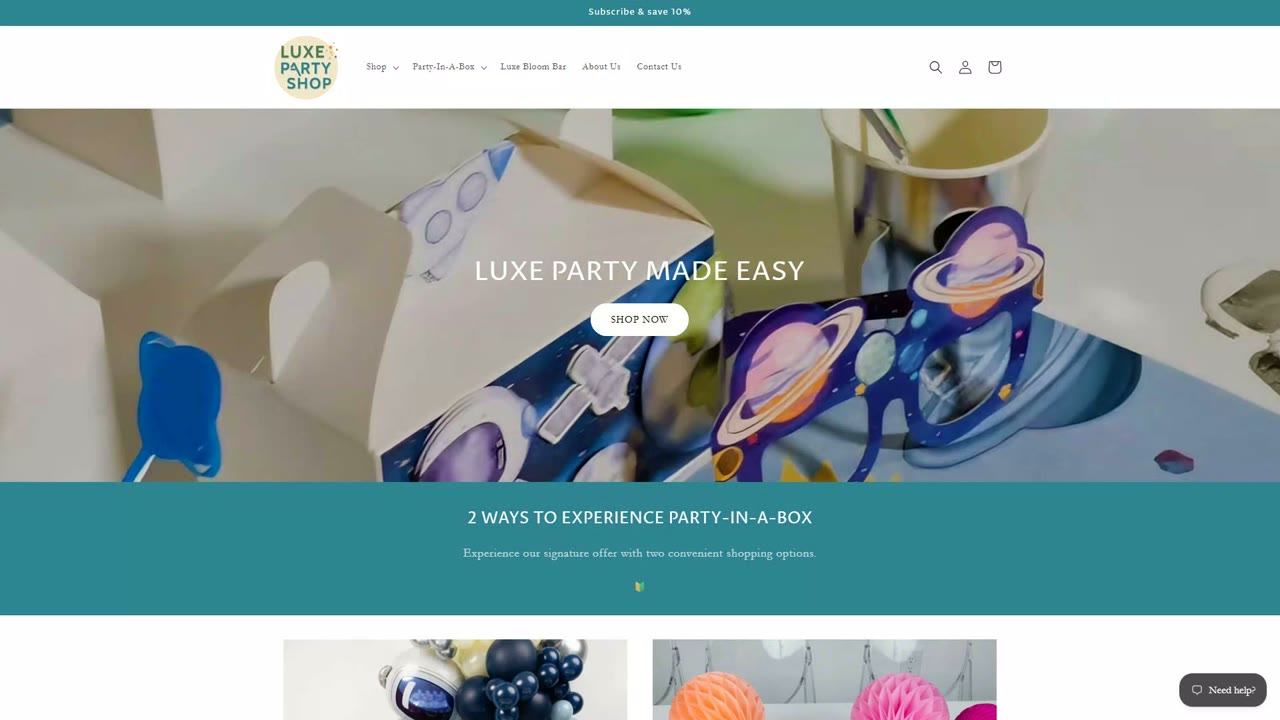 Subscribe & save 10%
LUXE
PARTY
SHOP
Shop
Party-In-A-Box
Luxe Bloom Bar
About Us
Contact Us
LUXE PARTY MADE EASY
SHOP NOW
2 WAYS TO EXPERIENCE PARTY-IN-A-BOX
Experience our signature offer with two convenient shopping options.
Need help?